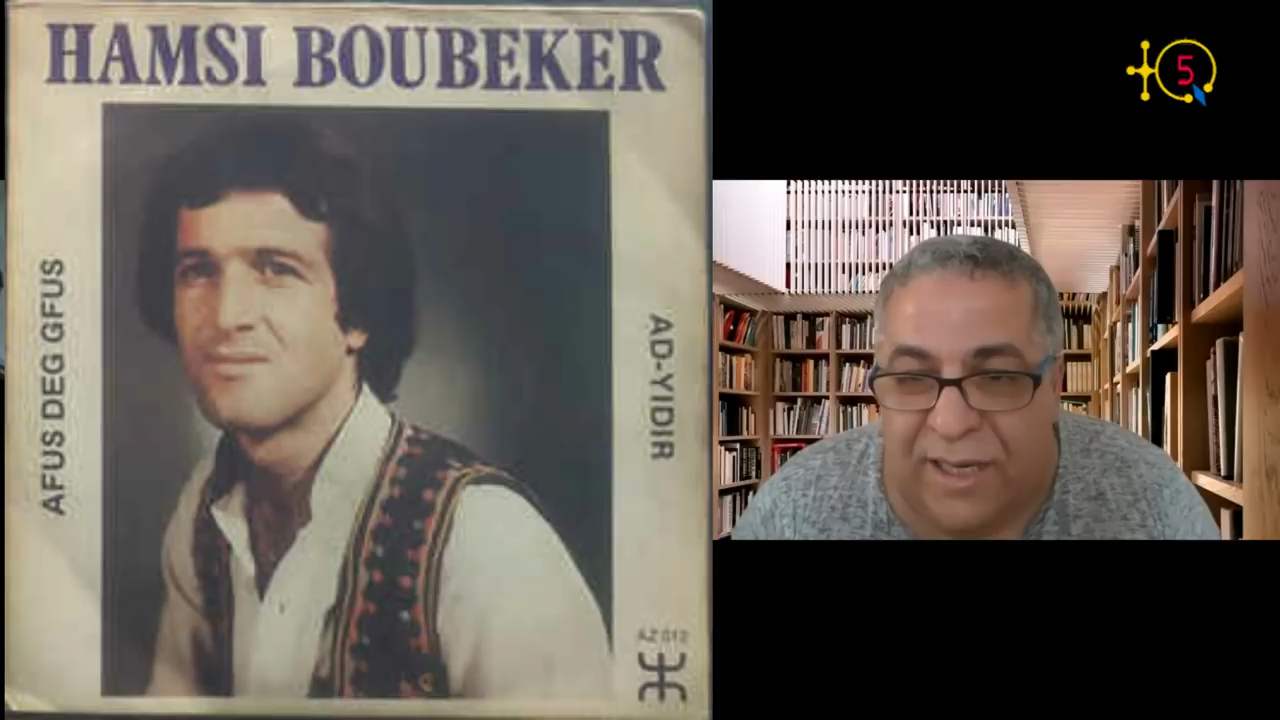 HAMSI BOUBEKER
AFUS DEG GFUS
AD-YIDIR
AZ 012
ⵣ
5